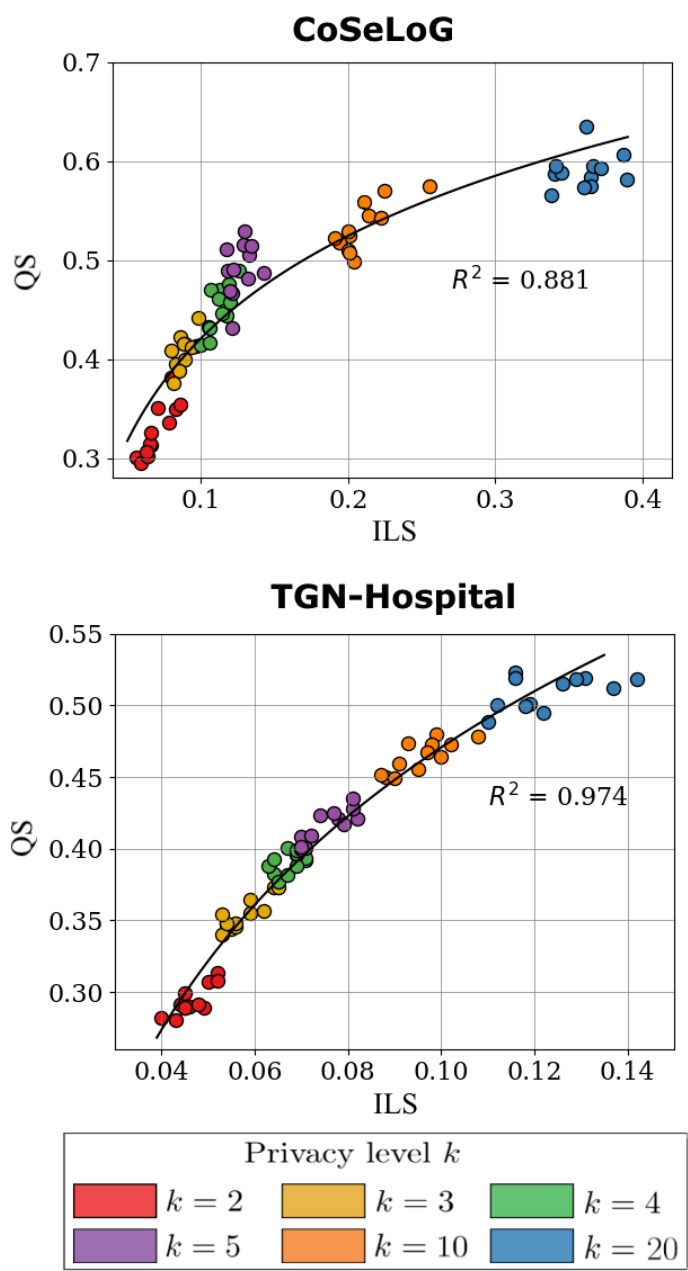 CoSeLoG
0.7
0.6
0.5
0.4
0.3
QS
R² = 0.881
0.1 0.2 0.3 0.4
ILS
TGN-Hospital
0.55
0.50
0.45
0.40
0.35
0.30
QS
R² = 0.974
0.04 0.06 0.08 0.10 0.12 0.14
ILS
Privacy level k
k = 2 k = 3 k = 4
k = 5 k = 10 k = 20